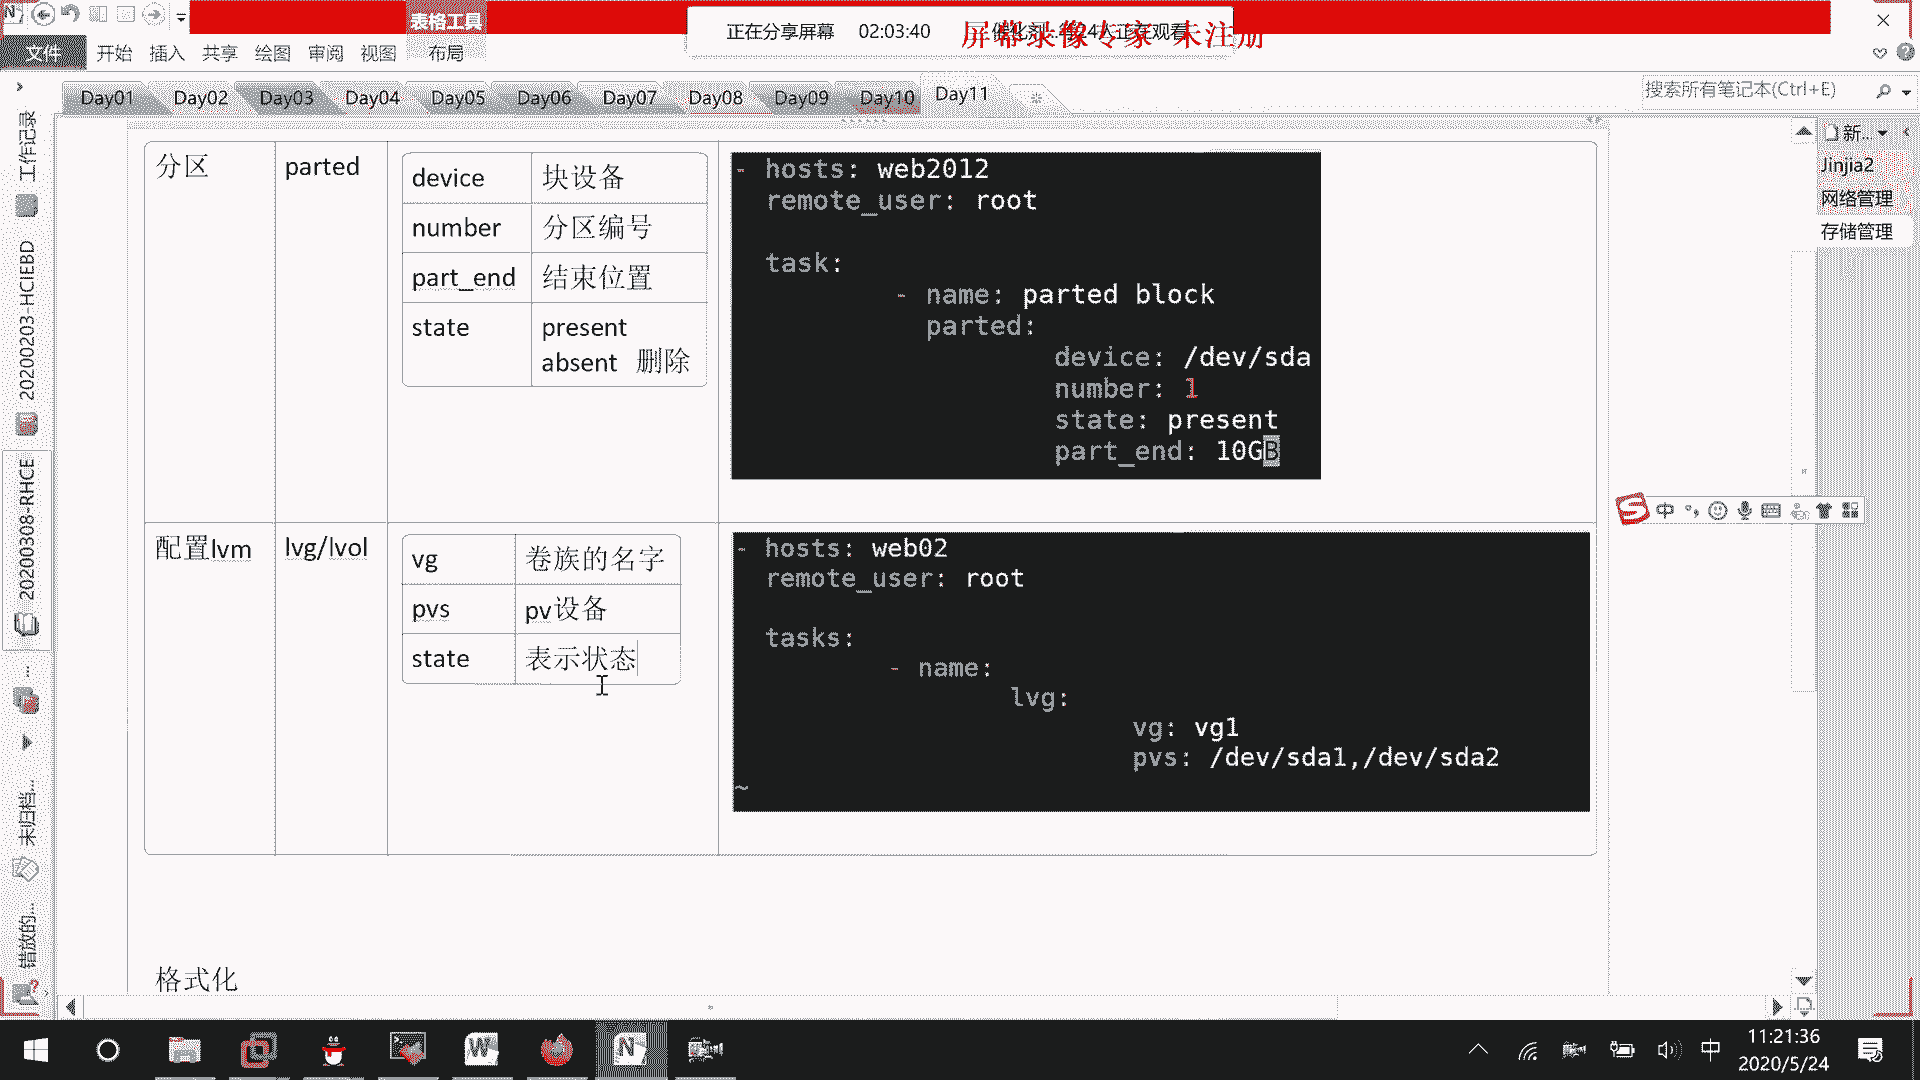 表格工具
正在分享屏幕 02:03:40
屏幕录像专家 未注册
文件 开始 插入 共享 绘图 审阅 视图 布局
Day01 Day02 Day03 Day04 Day05 Day06 Day07 Day08 Day09 Day10 Day11
搜索所有笔记本(Ctrl+E)
工作记录
20200203-HCIEBD
20200308-RHCE
...
未归档...
错放的...
分区 parted
device 块设备
number 分区编号
part_end 结束位置
state present
absent 删除
- hosts: web2012
remote_user: root
task:
- name: parted block
parted:
device: /dev/sda
number: 1
state: present
part_end: 10GB
配置lvm lvg/lvol
vg 卷族的名字
pvs pv设备
state 表示状态
- hosts: web02
remote_user: root
tasks:
- name:
lvg:
vg: vg1
pvs: /dev/sda1,/dev/sda2
~
格式化
新...
Jinjia2
网络管理
存储管理
中
中
11:21:36
2020/5/24